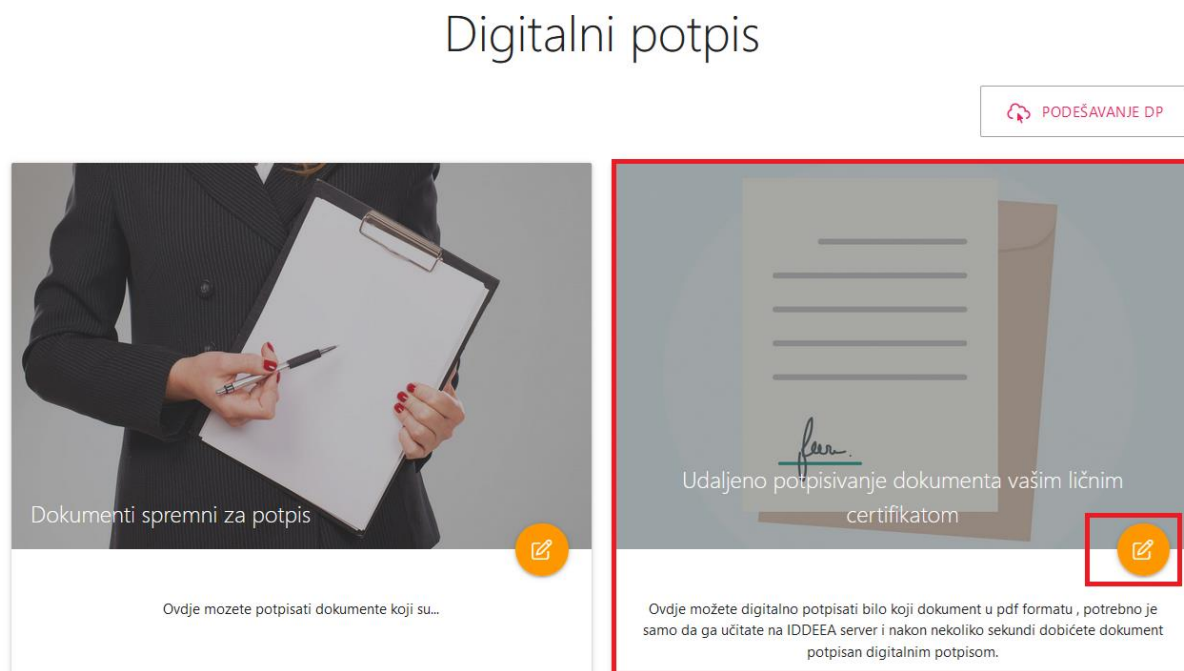 Digitalni potpis
PODEŠAVANJE DP
Dokumenti spremni za potpis
Ovdje mozete potpisati dokumente koji su...
Udaljeno potpisivanje dokumenta vašim ličnim
certifikatom
Ovdje možete digitalno potpisati bilo koji dokument u pdf formatu , potrebno je
samo da ga učitate na IDDEEA server i nakon nekoliko sekundi dobićete dokument
potpisan digitalnim potpisom.